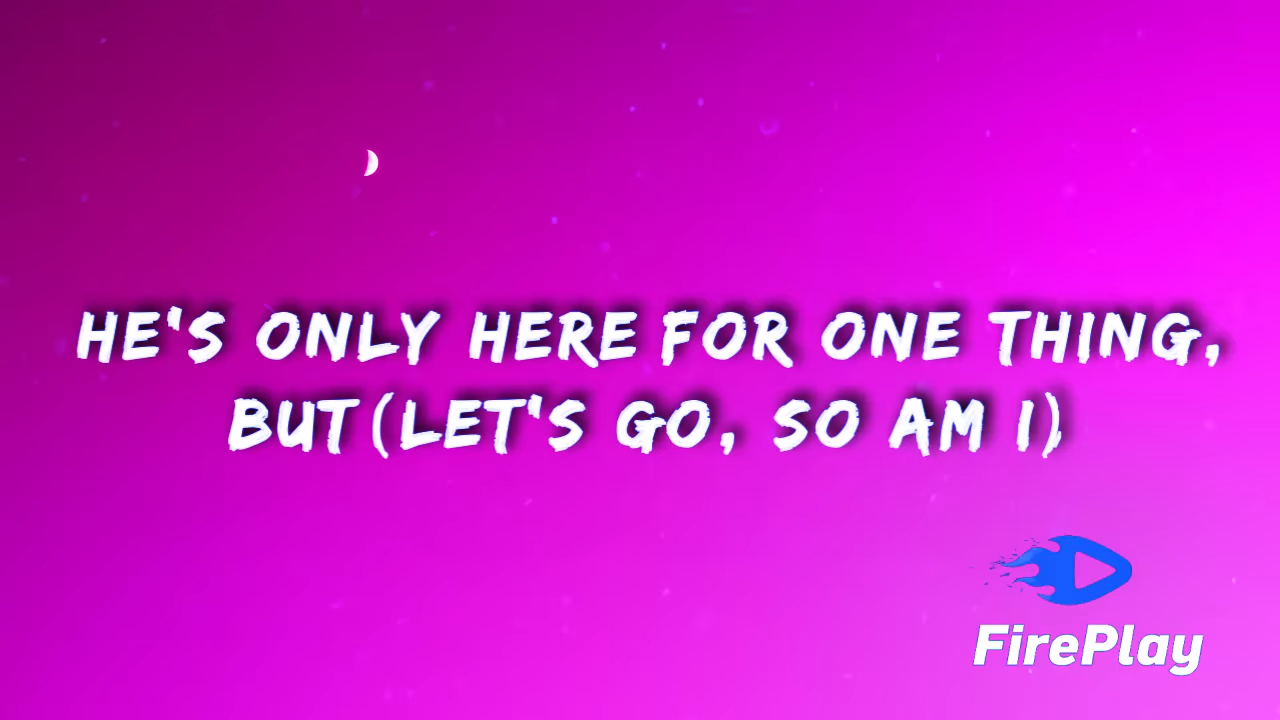 HE'S ONLY HERE FOR ONE THING,
BUT (LET'S GO, SO AM I)
FirePlay